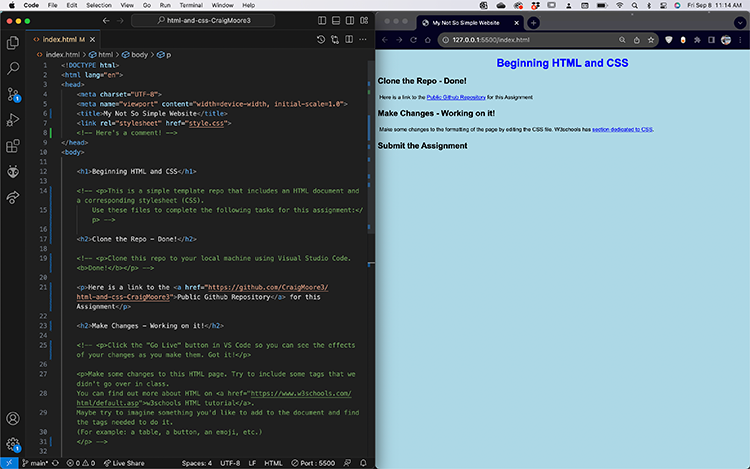 Code File Edit Selection View Go Run Terminal Window Help
Fri Sep 8 11:14 AM
html-and-css-CraigMoore3
index.html M
index.html > html > body > p
1 <!DOCTYPE html>
2 <html lang="en">
3 <head>
4 <meta charset="UTF-8">
5 <meta name="viewport" content="width=device-width, initial-scale=1.0">
6 <title>My Not So Simple Website</title>
7 <link rel="stylesheet" href="style.css">
8 <!-- Here's a comment! -->
9 </head>
10 <body>
11
12 <h1>Beginning HTML and CSS</h1>
13
14 <!-- <p>This is a simple template repo that includes an HTML document and
a corresponding stylesheet (CSS).
15 Use these files to complete the following tasks for this assignment:</
p> -->
16
17 <h2>Clone the Repo - Done!</h2>
18
19 <!-- <p>Clone this repo to your local machine using Visual Studio Code.
<b>Done!</b></p> -->
20
21 <p>Here is a link to the <a href="https://github.com/CraigMoore3/
html-and-css-CraigMoore3">Public Github Repository</a> for this
Assignment</p>
22
23 <h2>Make Changes - Working on it!</h2>
24
25 <!-- <p>Click the "Go Live" button in VS Code so you can see the effects
of your changes as you make them. Got it!</p>
26
27 <p>Make some changes to this HTML page. Try to include some tags that we
didn't go over in class.
28 You can find out more about HTML on <a href="https://www.w3schools.com/
html/default.asp">w3schools HTML tutorial</a>.
29 Maybe try to imagine something you'd like to add to the document and find
the tags needed to do it.
30 (For example: a table, a button, an emoji, etc.)
31 </p> -->
32
main* 0 0 Live Share Spaces: 4 UTF-8 LF HTML Port : 5500
My Not So Simple Website
127.0.0.1:5500/index.html
Beginning HTML and CSS
Clone the Repo - Done!
Here is a link to the Public Github Repository for this Assignment
Make Changes - Working on it!
Make some changes to the formatting of the page by editing the CSS file. W3schools has section dedicated to CSS.
Submit the Assignment